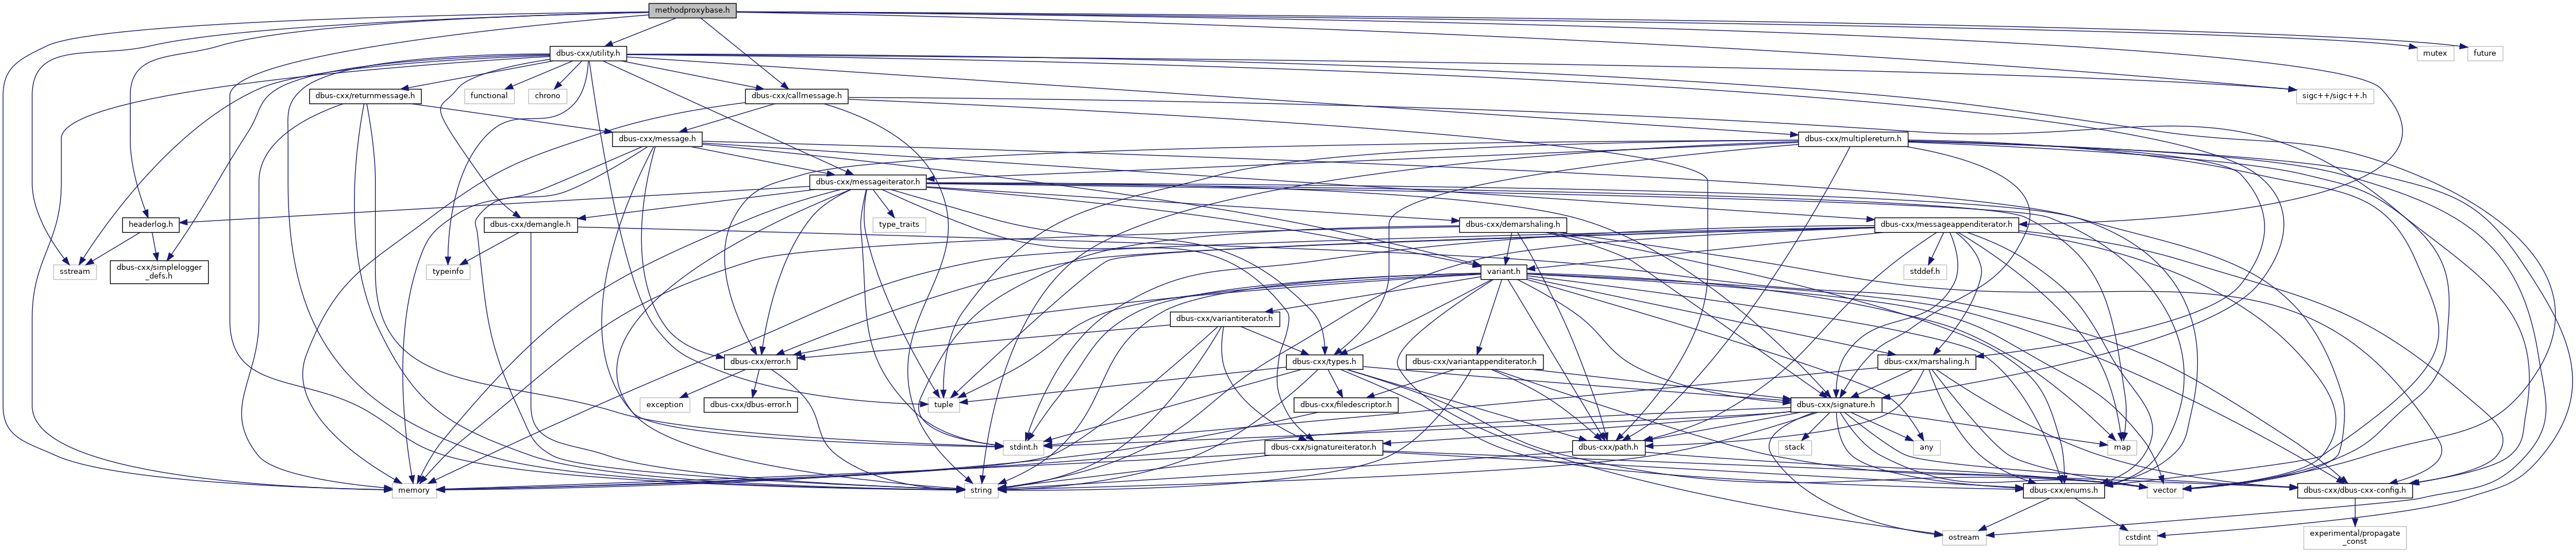 methodproxybase.h
dbus-cxx/utility.h
mutex
future
dbus-cxx/returnmessage.h
functional
chrono
dbus-cxx/callmessage.h
sigc++/sigc++.h
dbus-cxx/message.h
dbus-cxx/multiplereturn.h
dbus-cxx/messageiterator.h
headerlog.h
dbus-cxx/demangle.h
type_traits
dbus-cxx/demarshaling.h
dbus-cxx/messageappenditerator.h
sstream
dbus-cxx/simplelogger
_defs.h
typeinfo
variant.h
stddef.h
dbus-cxx/variantiterator.h
dbus-cxx/error.h
dbus-cxx/types.h
dbus-cxx/variantappenditerator.h
dbus-cxx/marshaling.h
exception
dbus-cxx/dbus-error.h
tuple
dbus-cxx/filedescriptor.h
dbus-cxx/signature.h
stdint.h
dbus-cxx/signatureiterator.h
dbus-cxx/path.h
stack
any
map
memory
string
dbus-cxx/enums.h
vector
dbus-cxx/dbus-cxx-config.h
ostream
cstdint
experimental/propagate
_const